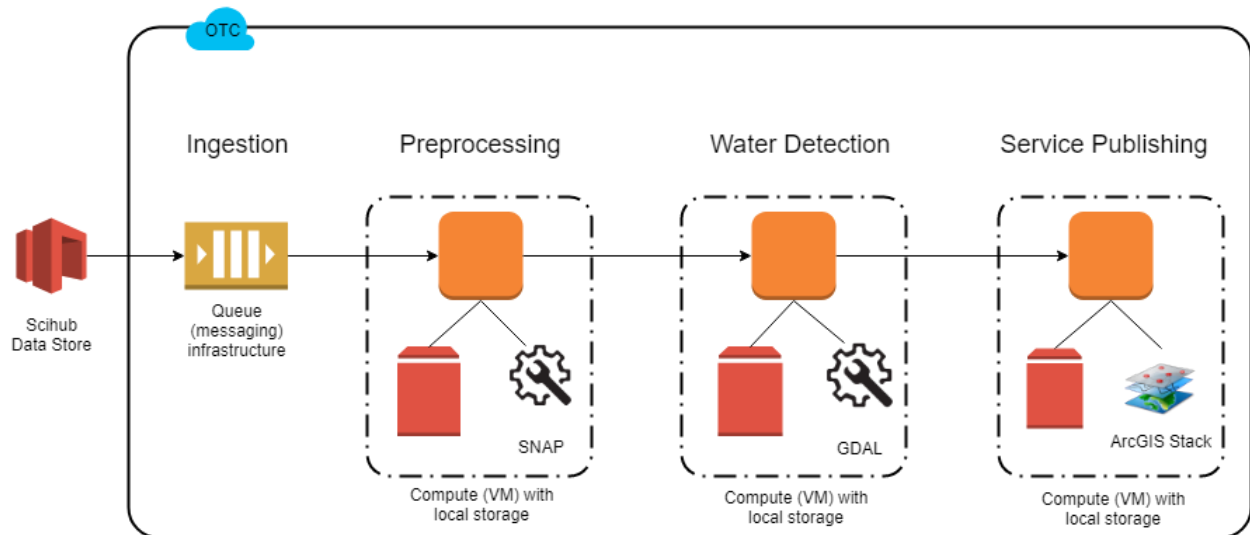 OTC
Ingestion
Preprocessing
Water Detection
Service Publishing
Scihub
Data Store
Queue
(messaging)
infrastructure
SNAP
GDAL
ArcGIS Stack
Compute (VM) with
local storage
Compute (VM) with
local storage
Compute (VM) with
local storage